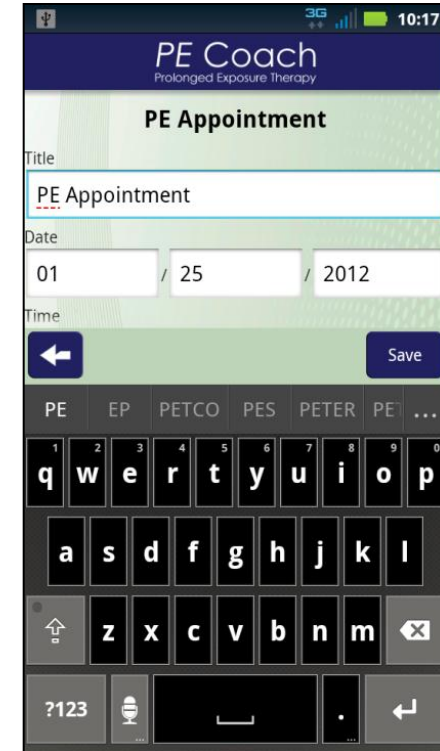 3G 10:17
PE Coach
Prolonged Exposure Therapy
PE Appointment
Title
PE Appointment
Date
01 / 25 / 2012
Time
Save
PE EP PETCO PES PETER PET ...
1 2 3 4 5 6 7 8 9 0
q w e r t y u i o p
a s d f g h j k l
z x c v b n m
?123 . ...